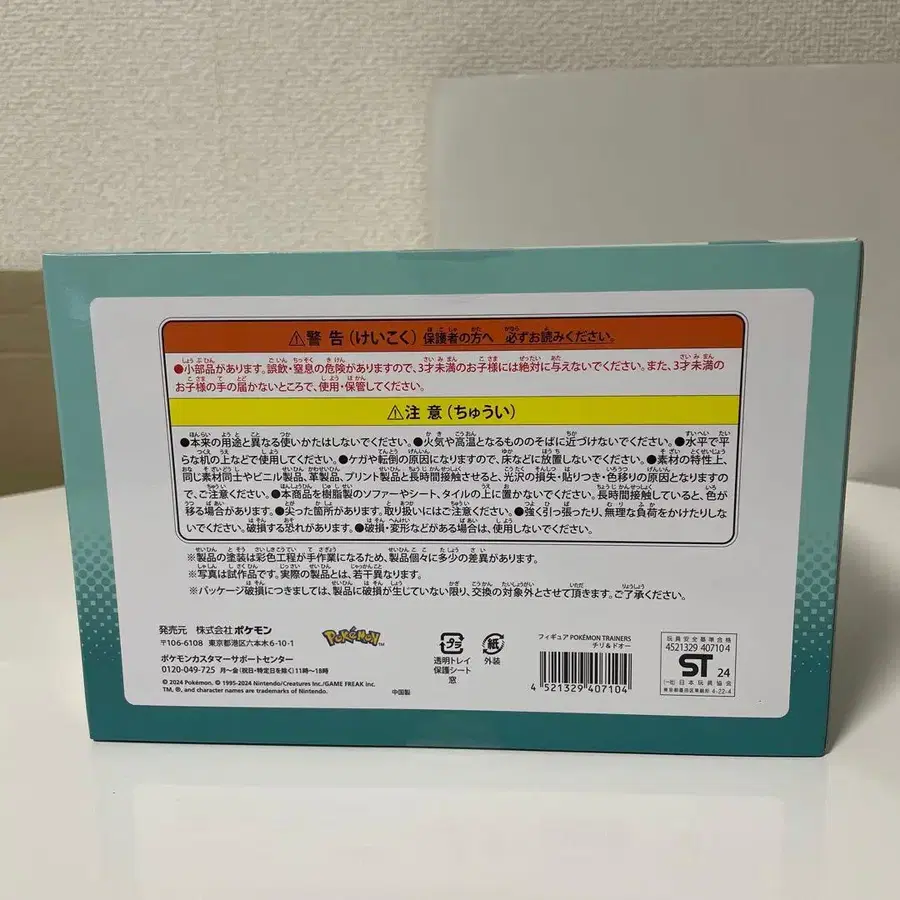 ⚠警 告(けいこく) 保護者の方へ 必ずお読みください。
●小部品があります。誤飲・窒息の危険がありますので、3才未満のお子様には絶対に与えないでください。また、3才未満の
お子様の手の届かないところで、使用・保管してください。
⚠注 意(ちゅうい)
●本来の用途と異なる使いかたはしないでください。●火気や高温となるもののそばに近づけないでください。●水平で平
らな机の上などで使用してください。●ケガや転倒の原因になりますので、床などに放置しないでください。●素材の特性上、
同じ素材同士やビニル製品、革製品、プリント製品と長時間接触させると、光沢の損失・貼りつき・色移りの原因となりますの
で、ご注意ください。●本商品を樹脂製のソファーやシート、タイルの上に置かないでください。長時間接触していると、色が
移る場合があります。●尖った箇所があります。取り扱いにはご注意ください。●強く引っ張ったり、無理な負荷をかけたりしな
いでください、破損する恐れがあります。●破損・変形などがある場合は、使用しないでください。
※製品の塗装は彩色工程が手作業になるため、製品個々に多少の差異があります。
※写真は試作品です。実際の製品とは、若干異なります。
※パッケージ破損につきましては、製品に破損が生じていない限り、交換の対象外とさせて頂きます。ご了承ください。
発売元 株式会社ポケモン
〒106-6108 東京都港区六本木6-10-1
ポケモンカスタマーサポートセンター
0120-049-725 月〜金(祝日・特定日を除く)11時〜18時
© 2024 Pokémon. © 1995-2024 Nintendo/Creatures Inc./GAME FREAK inc.
TM, ®, and character names are trademarks of Nintendo.
中国製
POKéMON
プラ
透明トレイ
保護シート
窓
紙
外装
フィギュア POKÉMON TRAINERS
チリ&ドオー
4 521329 407104
玩具安全基準合格
4521329 407104
ST 24
(一社)日本玩具協会
東京都墨田区東駒形 4-22-4